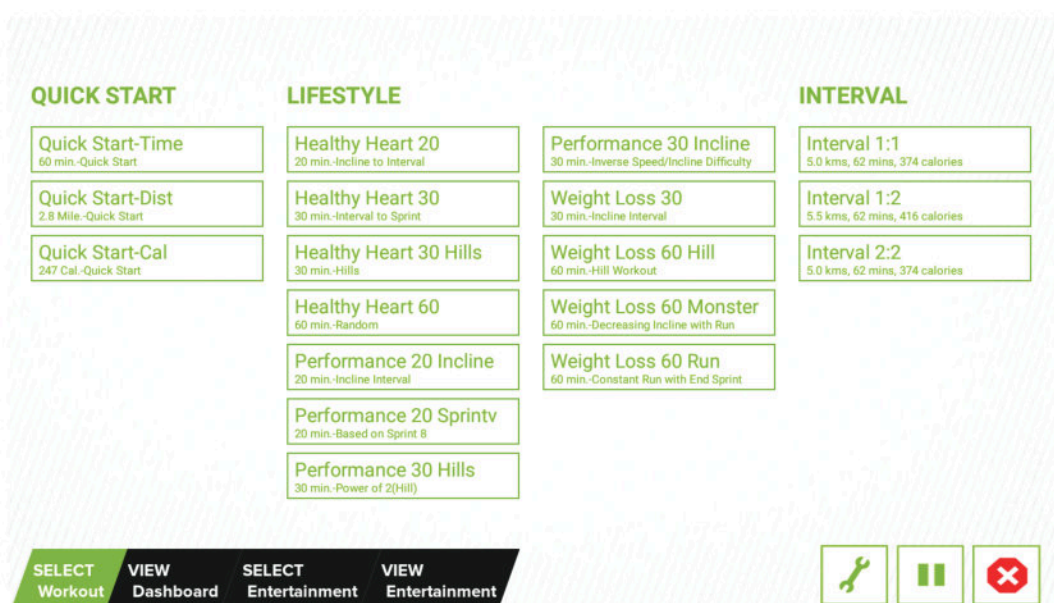 QUICK START
Quick Start-Time
60 min.-Quick Start
Quick Start-Dist
2.8 Mile.-Quick Start
Quick Start-Cal
247 Cal.-Quick Start
LIFESTYLE
Healthy Heart 20
20 min.-Incline to Interval
Healthy Heart 30
30 min.-Interval to Sprint
Healthy Heart 30 Hills
30 min.-Hills
Healthy Heart 60
60 min.-Random
Performance 20 Incline
20 min.-Incline Interval
Performance 20 Sprintv
20 min.-Based on Sprint 8
Performance 30 Hills
30 min.-Power of 2(Hill)
Performance 30 Incline
30 min.-Inverse Speed/Incline Difficulty
Weight Loss 30
30 min.-Incline Interval
Weight Loss 60 Hill
60 min.-Hill Workout
Weight Loss 60 Monster
60 min.-Decreasing Incline with Run
Weight Loss 60 Run
60 min.-Constant Run with End Sprint
INTERVAL
Interval 1:1
5.0 kms, 62 mins, 374 calories
Interval 1:2
5.5 kms, 62 mins, 416 calories
Interval 2:2
5.0 kms, 62 mins, 374 calories
SELECT
Workout
VIEW
Dashboard
SELECT
Entertainment
VIEW
Entertainment